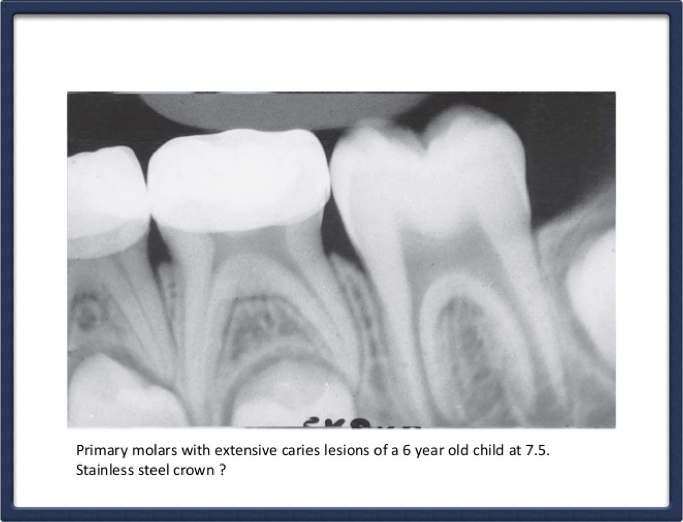 Primary molars with extensive caries lesions of a 6 year old child at 7.5.
Stainless steel crown ?